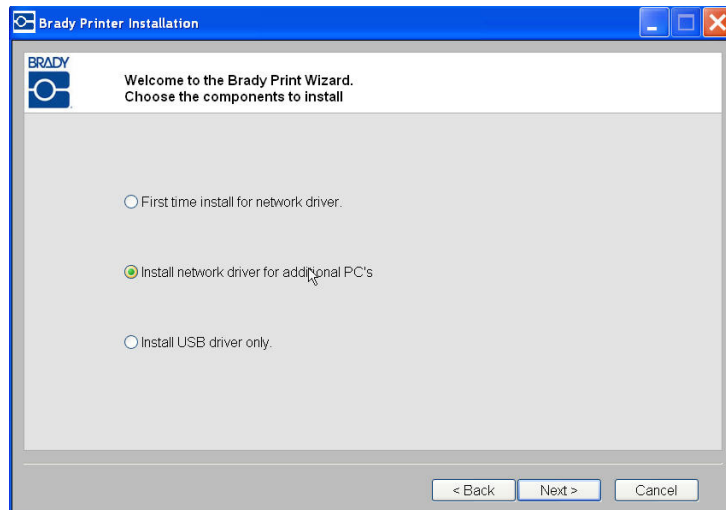 Brady Printer Installation
BRADY
Welcome to the Brady Print Wizard.
Choose the components to install
First time install for network driver.
Install network driver for additional PC's
Install USB driver only.
< Back
Next >
Cancel